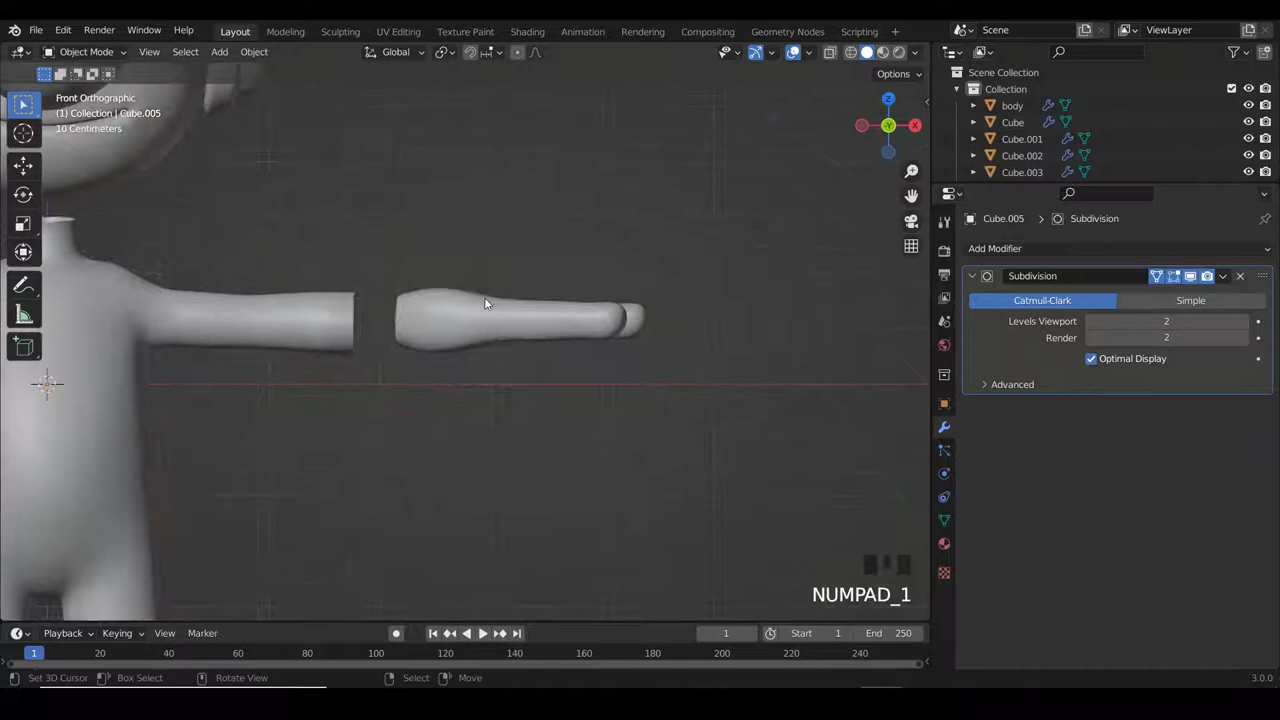 File Edit Render Window Help Layout Modeling Sculpting UV Editing Texture Paint Shading Animation Rendering Compositing Geometry Nodes Scripting + Scene ViewLayer
Object Mode View Select Add Object Global
Options
Front Orthographic
(1) Collection | Cube.005
10 Centimeters
Z
-Y X
Scene Collection
Collection
body
Cube
Cube.001
Cube.002
Cube.003
Cube.005 > Subdivision
Add Modifier
Subdivision
Catmull-Clark Simple
Levels Viewport 2
Render 2
Optimal Display
Advanced
NUMPAD_1
Playback Keying View Marker 1 Start 1 End 250
1 20 40 60 80 100 120 140 160 180 200 220 240
Set 3D Cursor Box Select Rotate View Select Move 3.0.0